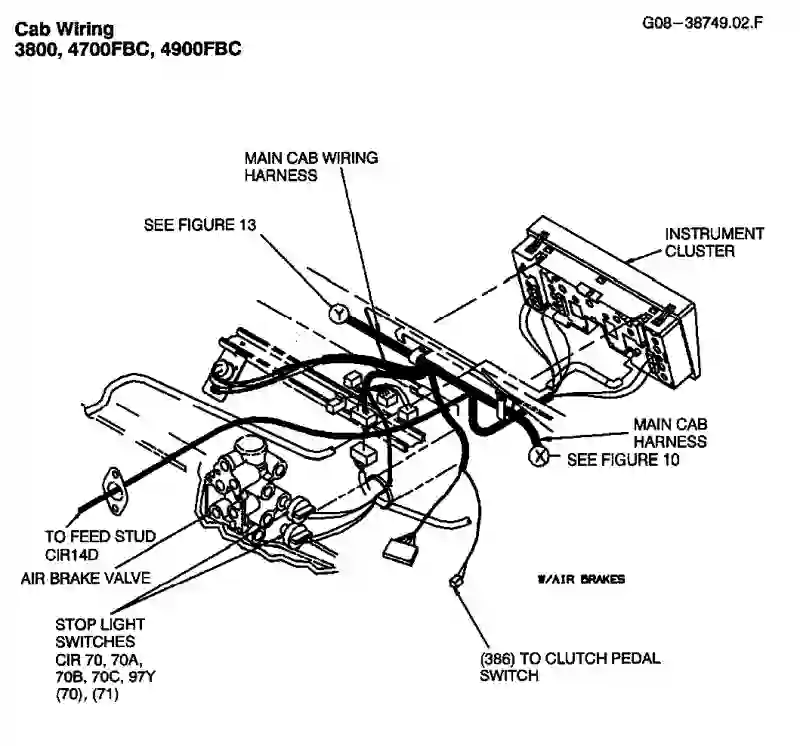 Cab Wiring
3800, 4700FBC, 4900FBC
G08-38749.02.F
MAIN CAB WIRING
HARNESS
SEE FIGURE 13
INSTRUMENT
CLUSTER
Y
MAIN CAB
HARNESS
X
SEE FIGURE 10
TO FEED STUD
CIR14D
AIR BRAKE VALVE
W/AIR BRAKES
STOP LIGHT
SWITCHES
CIR 70, 70A,
70B, 70C, 97Y
(70), (71)
(386) TO CLUTCH PEDAL
SWITCH